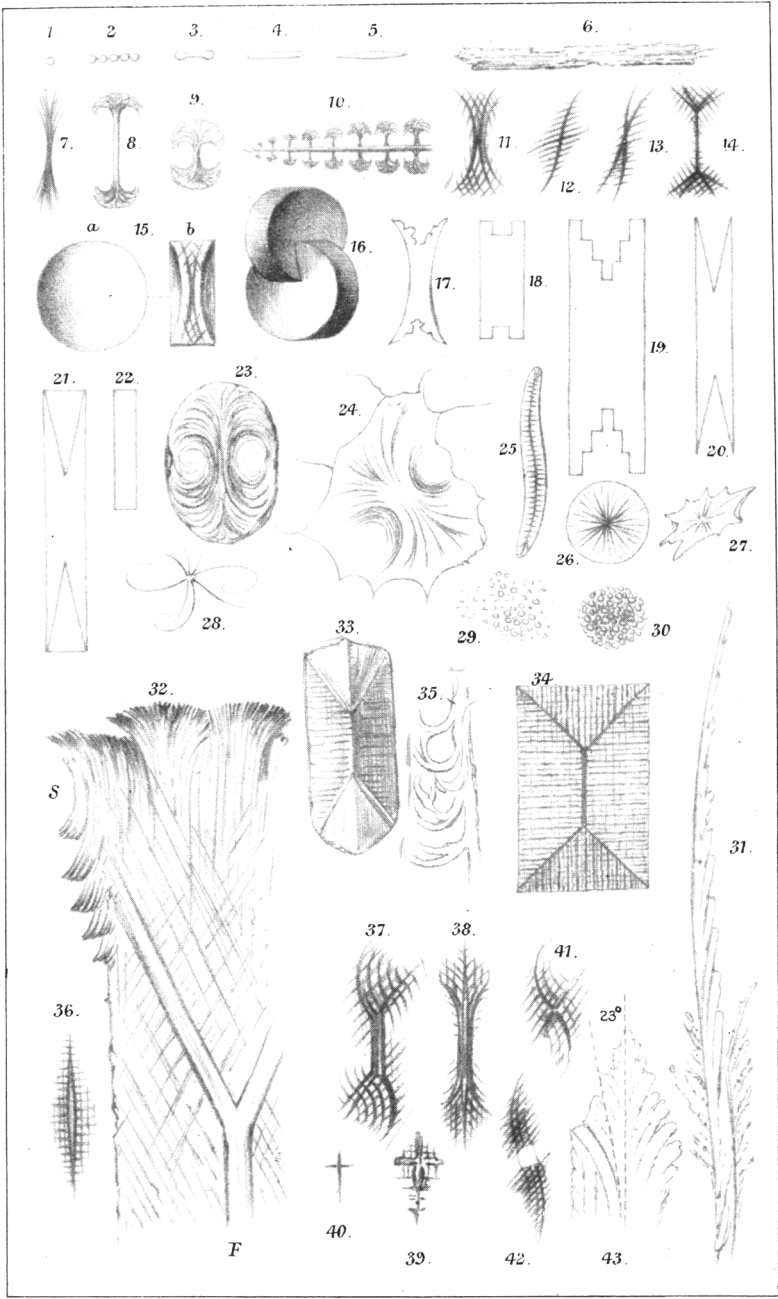 1. 2. 3. 4. 5. 6.
7. 8. 9. 10. 11. 12. 13. 14.
a 15. b 16. 17. 18. 19. 20.
21. 22. 23. 24. 25 26. 27.
28. 29. 30 31.
32. 33. 34. 35.
S
36. 37. 38. 41.
23°
40. 39. 42. 43.
F